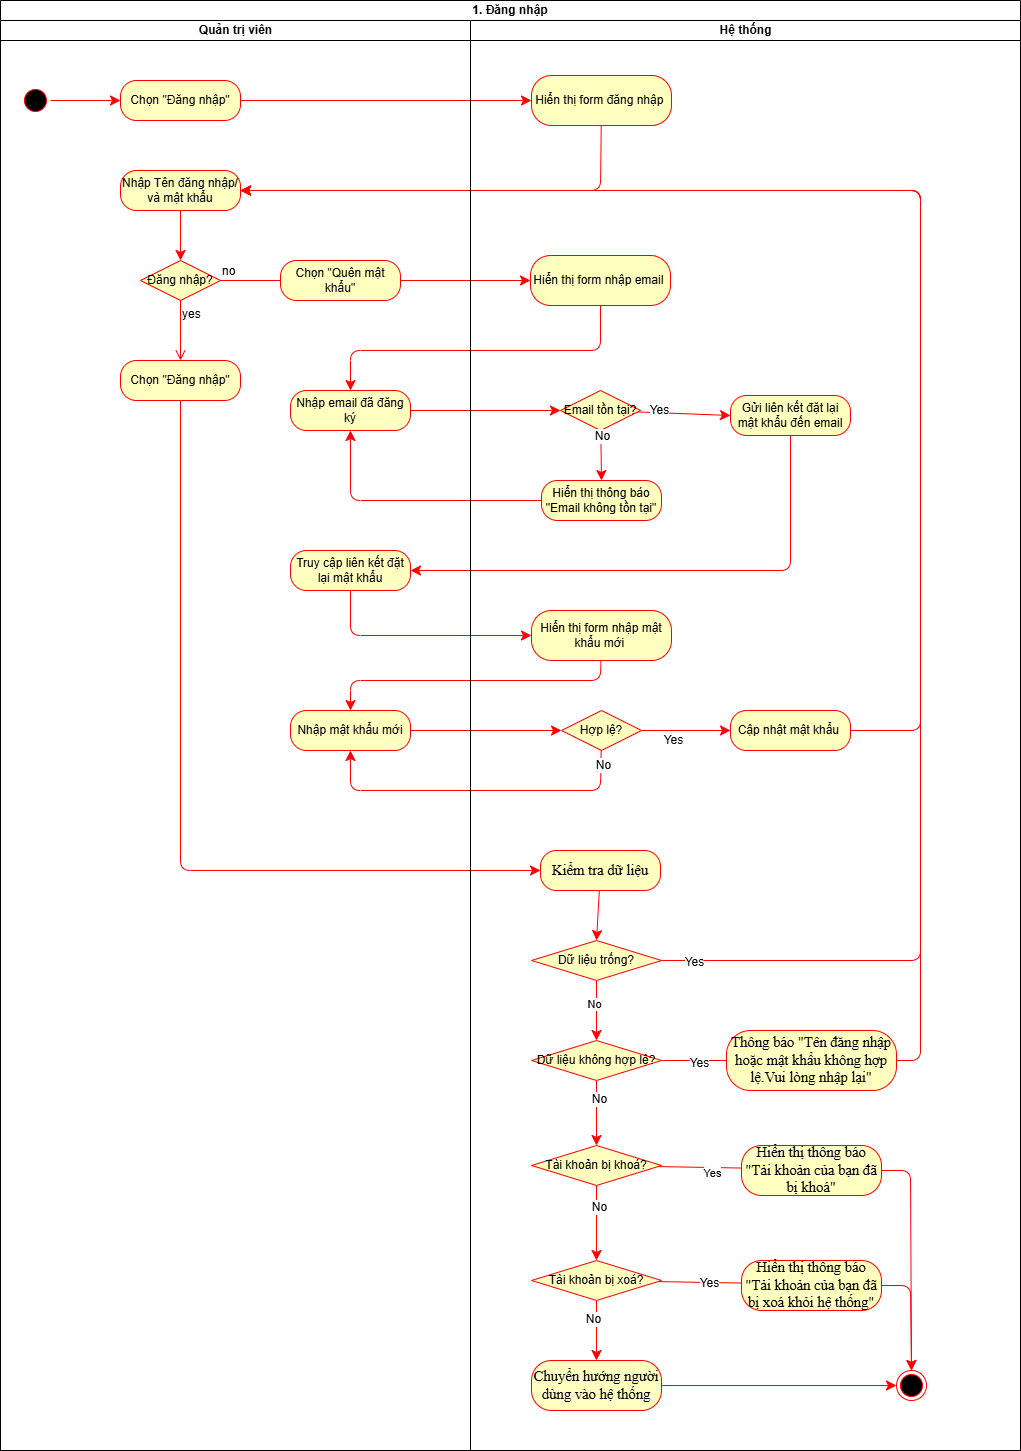 1. Đăng nhập
Quản trị viên
Hệ thống
Chọn "Đăng nhập"
Hiển thị form đăng nhập
Nhập Tên đăng nhập/
và mật khẩu
Đăng nhập?
no
Chọn "Quên mật
khẩu"
Hiển thị form nhập email
yes
Chọn "Đăng nhập"
Nhập email đã đăng
ký
Email tồn tại?
Yes
Gửi liên kết đặt lại
mật khẩu đến email
No
Hiển thị thông báo
"Email không tồn tại"
Truy cập liên kết đặt
lại mật khẩu
Hiển thị form nhập mật
khẩu mới
Nhập mật khẩu mới
Hợp lệ?
Yes
Cập nhật mật khẩu
No
Kiểm tra dữ liệu
Dữ liệu trống?
Yes
No
Dữ liệu không hợp lệ?
Yes
Thông báo "Tên đăng nhập
hoặc mật khẩu không hợp
lệ.Vui lòng nhập lại"
No
Tài khoản bị khoá?
Yes
Hiển thị thông báo
"Tài khoản của bạn đã
bị khoá"
No
Tài khoản bị xoá?
Yes
Hiển thị thông báo
"Tài khoản của bạn đã
bị xoá khỏi hệ thống"
No
Chuyển hướng người
dùng vào hệ thống